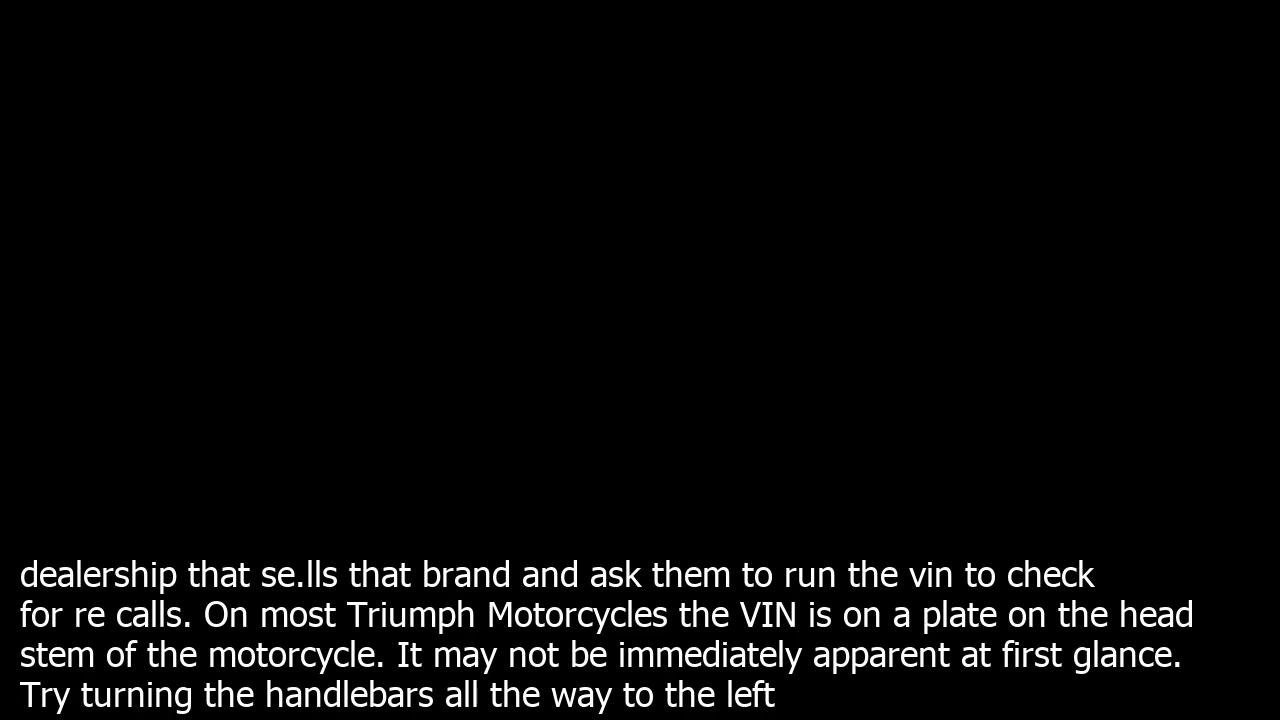 dealership that se.lls that brand and ask them to run the vin to check
for re calls. On most Triumph Motorcycles the VIN is on a plate on the head
stem of the motorcycle. It may not be immediately apparent at first glance.
Try turning the handlebars all the way to the left